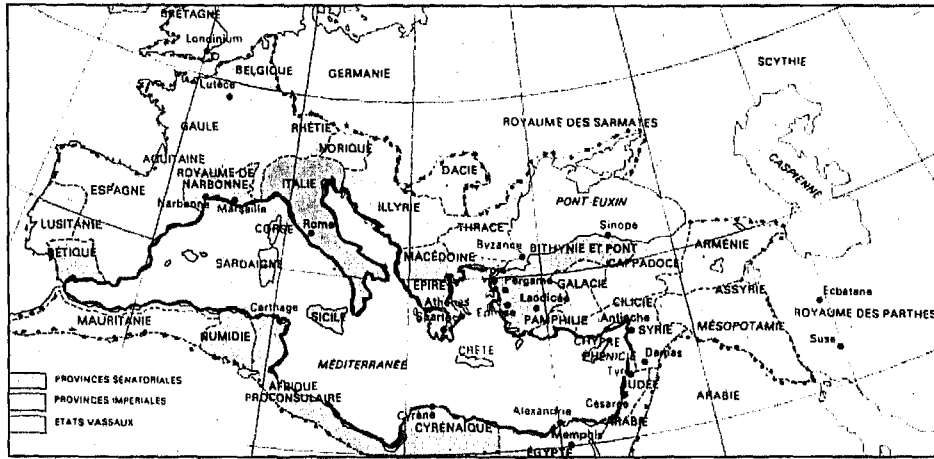 BRETAGNE
Londinium
BELGIQUE
GERMANIE
SCYTHIE
Lutèce
GAULE
RHÉTIE
ROYAUME DES SARMATES
NORIQUE
AQUITAINE
ROYAUME DE
NARBONNE
DACIE
CASPIENNE
ESPAGNE
ITALIE
PONT-EUXIN
Narbonne
Marseille
ILLYRIE
LUSITANIE
CORSE
Rome
THRACE
Sinope
Byzance
BITHYNIE ET PONT
ARMÉNIE
BÉTIQUE
SARDAIGNE
MACÉDOINE
CAPPADOCE
ÉPIRE
Pergame
GALACIE
ASSYRIE
Ecbatane
Athènes
Laodicée
CILICIE
ROYAUME DES PARTHES
MAURITANIE
Carthage
SICILE
PAMPHILIE
Antioche
SYRIE
MÉSOPOTAMIE
Suse
NUMIDIE
CRÈTE
CHYPRE
PHÉNICIE
Damas
MÉDITERRANÉE
Tyr
PROVINCES SÉNATORIALES
AFRIQUE
PROCONSULAIRE
JUDÉE
ARABIE
PROVINCES IMPÉRIALES
Césarée
Cyrène
Alexandrie
ARABIE
ETATS VASSAUX
CYRÉNAÏQUE
Memphis
ÉGYPTE